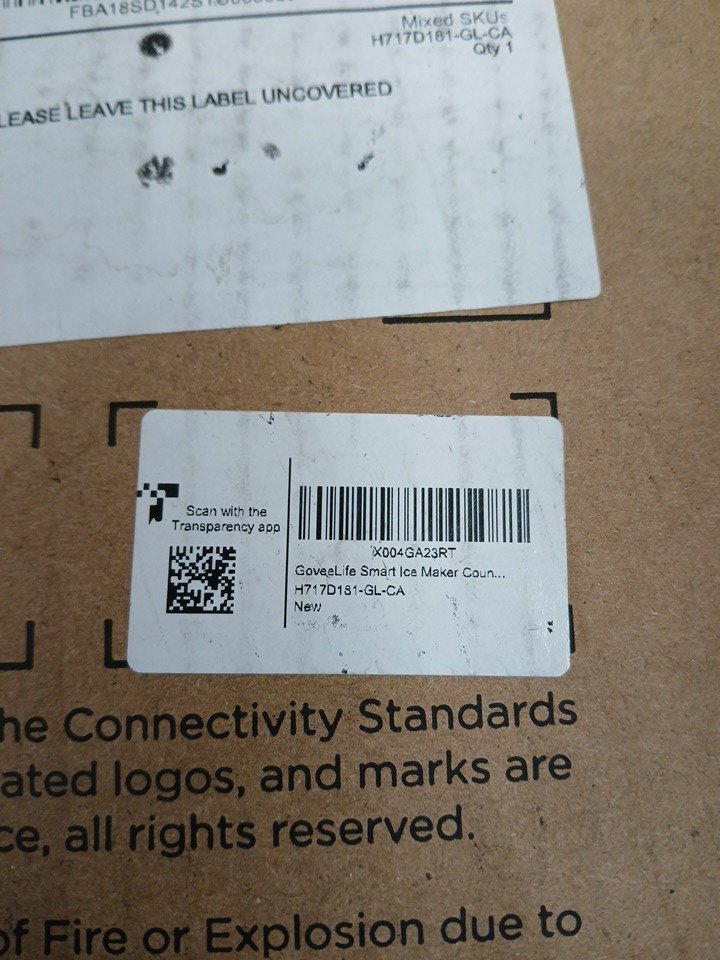 Mixed SKUs
H717D181-GL-CA
Qty 1
LEASE LEAVE THIS LABEL UNCOVERED
Scan with the
Transparency app
X004GA23RT
GoveeLife Smart Ice Maker Coun...
H717D181-GL-CA
New
he Connectivity Standards
ated logos, and marks are
ce, all rights reserved.
of Fire or Explosion due to